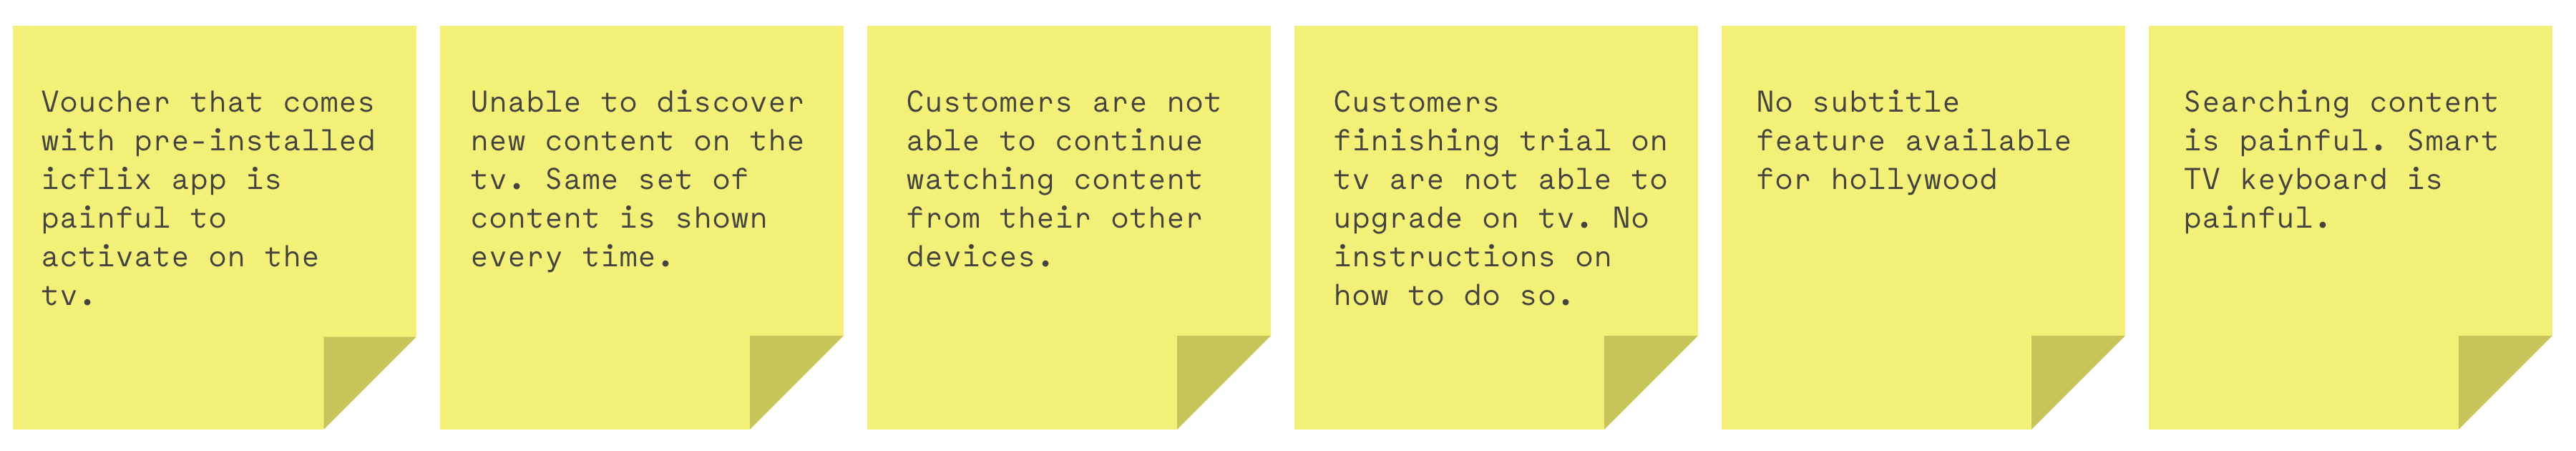 Voucher that comes
with pre-installed
icflix app is
painful to
activate on the
tv.
Unable to discover
new content on the
tv. Same set of
content is shown
every time.
Customers are not
able to continue
watching content
from their other
devices.
Customers
finishing trial on
tv are not able to
upgrade on tv. No
instructions on
how to do so.
No subtitle
feature available
for hollywood
Searching content
is painful. Smart
TV keyboard is
painful.